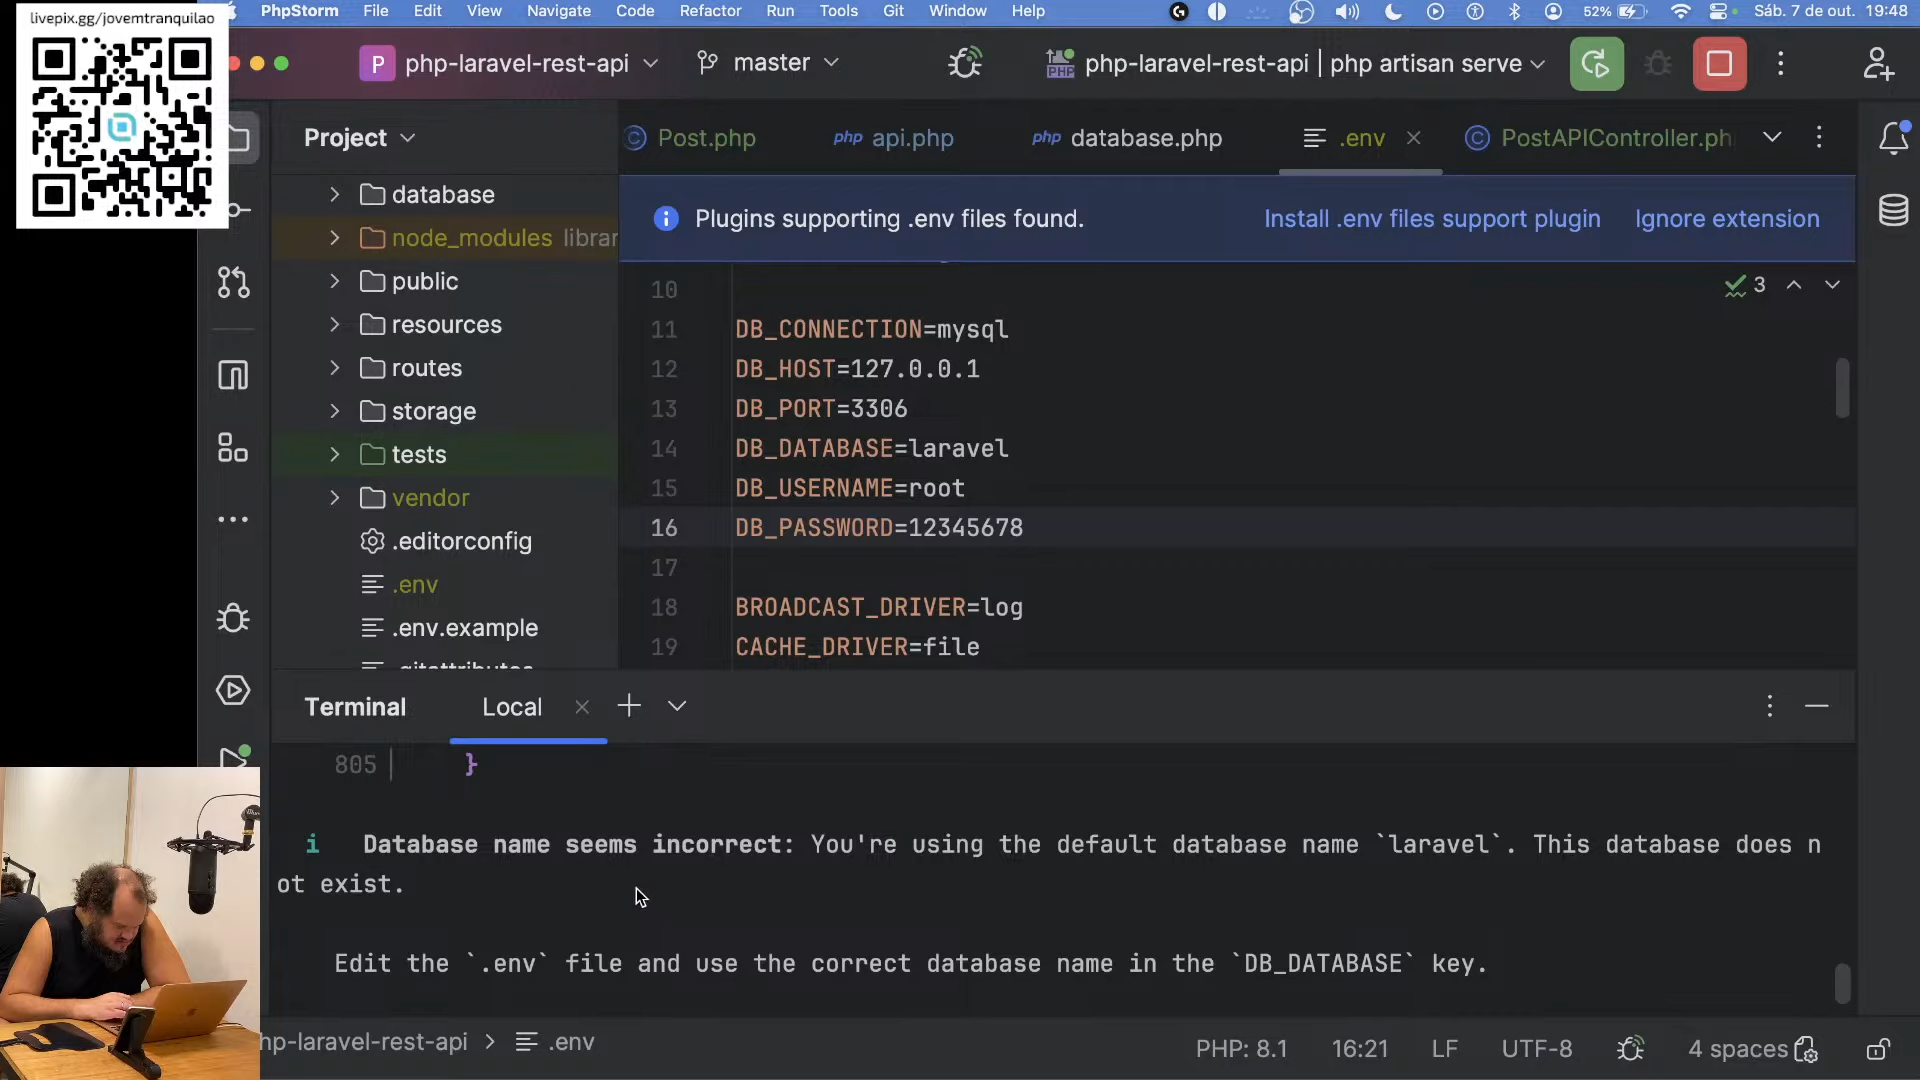 livepix.gg/jovemtranquilao
PhpStorm File Edit View Navigate Code Refactor Run Tools Git Window Help
52% Sáb. 7 de out. 19:48
P php-laravel-rest-api master
PHP php-laravel-rest-api | php artisan serve
Project
Post.php
php api.php
php database.php
.env
PostAPIController.ph
Plugins supporting .env files found.
Install .env files support plugin Ignore extension
database
node_modules librar
public
resources
routes
storage
tests
vendor
.editorconfig
.env
.env.example
.gitattributes
3
10
11 DB_CONNECTION=mysql
12 DB_HOST=127.0.0.1
13 DB_PORT=3306
14 DB_DATABASE=laravel
15 DB_USERNAME=root
16 DB_PASSWORD=12345678
17
18 BROADCAST_DRIVER=log
19 CACHE_DRIVER=file
Terminal Local
805 | }
i Database name seems incorrect: You're using the default database name `laravel`. This database does n
ot exist.
Edit the `.env` file and use the correct database name in the `DB_DATABASE` key.
hp-laravel-rest-api > .env
PHP: 8.1 16:21 LF UTF-8 4 spaces